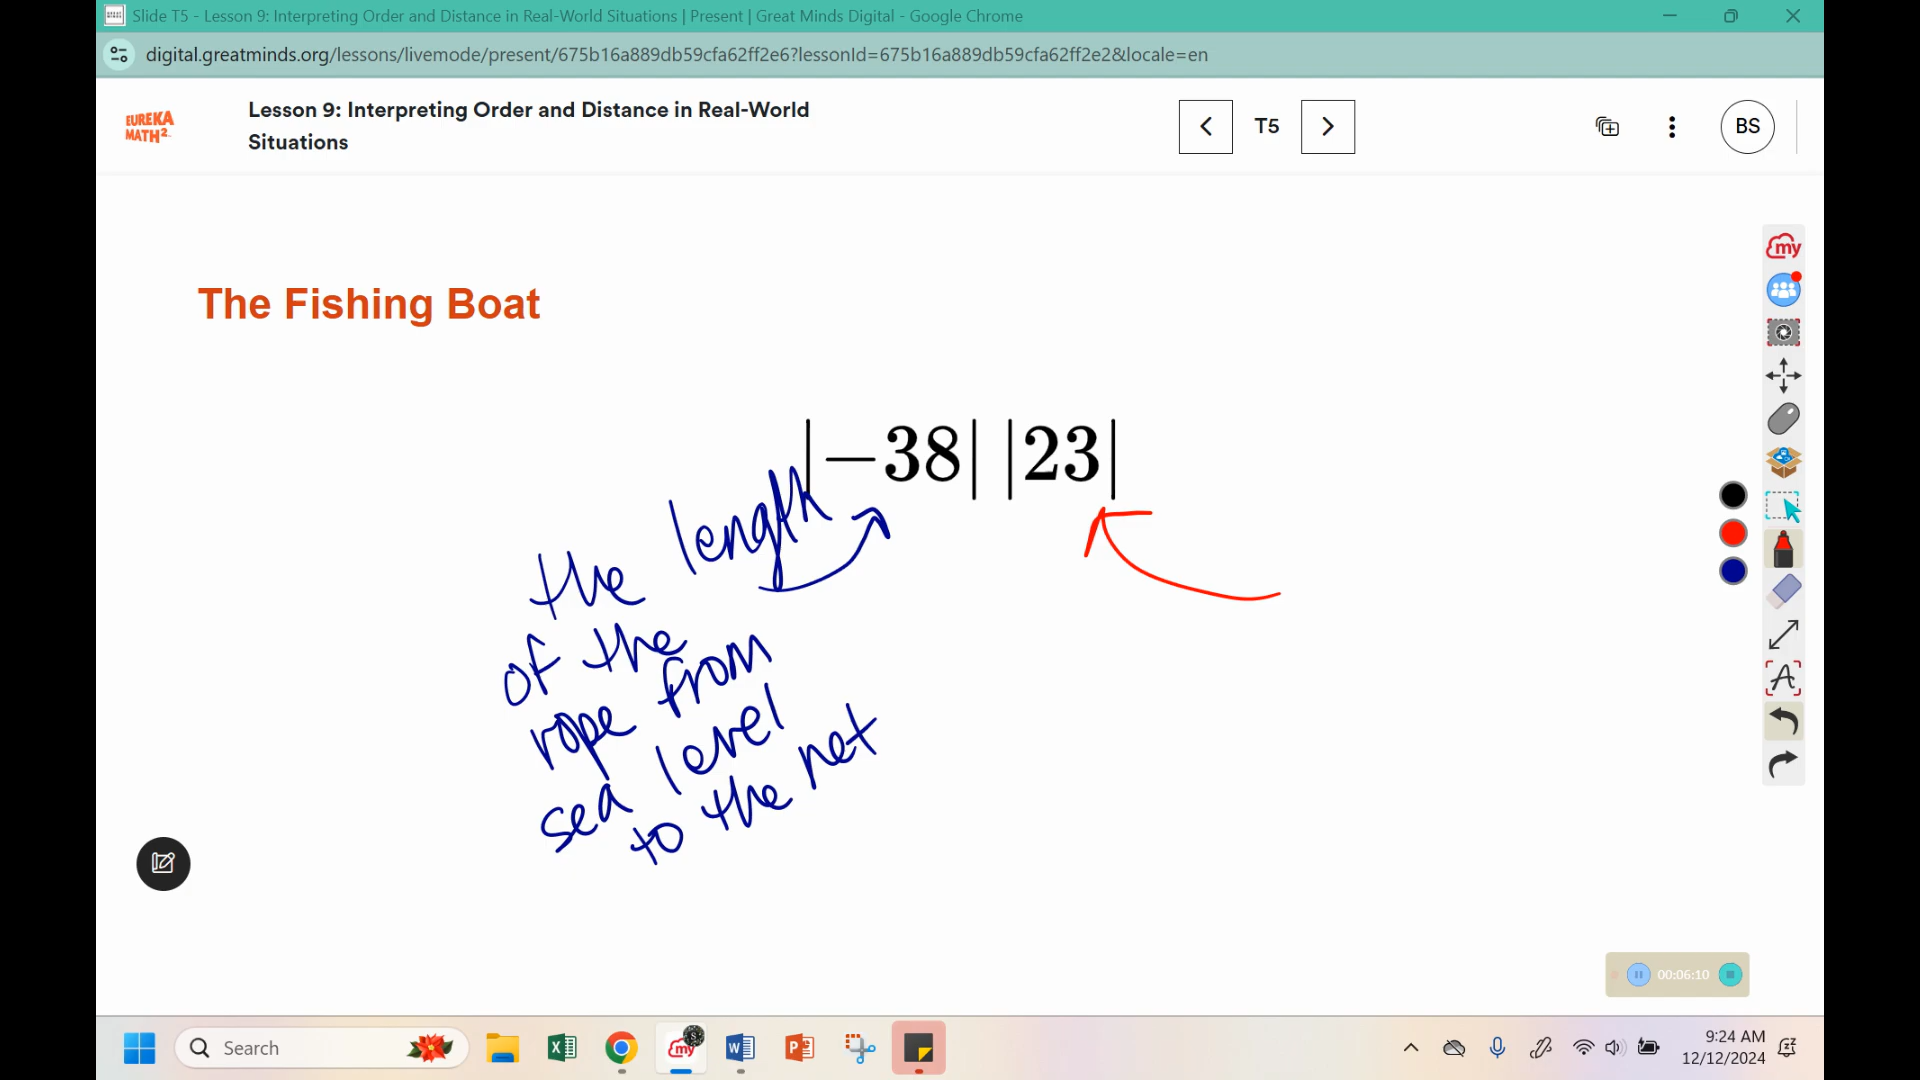 Slide T5 - Lesson 9: Interpreting Order and Distance in Real-World Situations | Present | Great Minds Digital - Google Chrome
digital.greatminds.org/lessons/livemode/present/675b16a889db59cfa62ff2e6?lessonId=675b16a889db59cfa62ff2e2&locale=en
EUREKA
MATH²
Lesson 9: Interpreting Order and Distance in Real-World
Situations
T5
BS
my
The Fishing Boat
|−38| |23|
the length
of the
rope from
sea level
to the net
A
00:06:10
Search
my
9:24 AM
12/12/2024